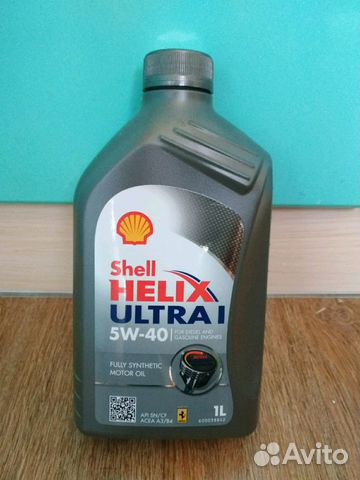 Shell
HELIX
ULTRA I
5W-40
FOR DIESEL AND
GASOLINE ENGINES
FULLY SYNTHETIC
MOTOR OIL
API SN/CF
ACEA A3/B4
1L
Avito